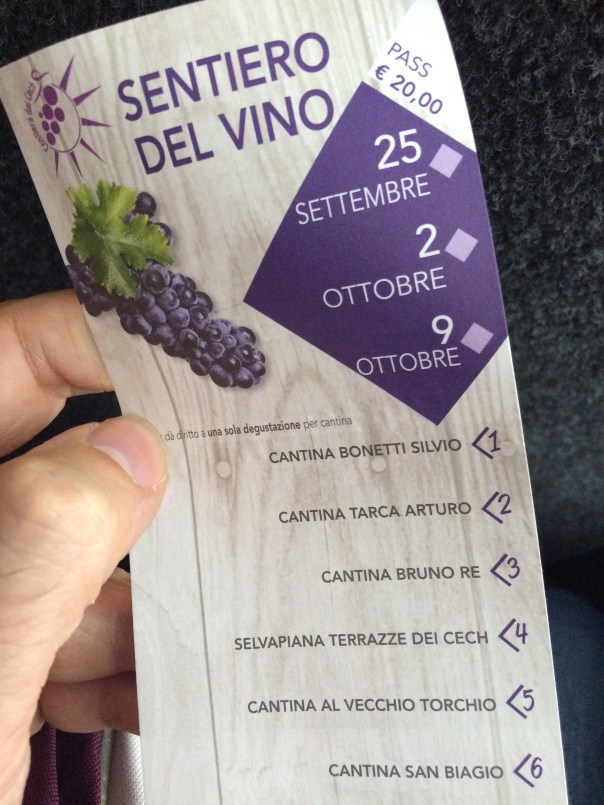 SENTIERO
DEL VINO
PASS
€ 20,00
25
SETTEMBRE
2
OTTOBRE
9
OTTOBRE
dà diritto a una sola degustazione per cantina
CANTINA BONETTI SILVIO 1
CANTINA TARCA ARTURO 2
CANTINA BRUNO RE 3
SELVAPIANA TERRAZZE DEI CECH 4
CANTINA AL VECCHIO TORCHIO 5
CANTINA SAN BIAGIO 6